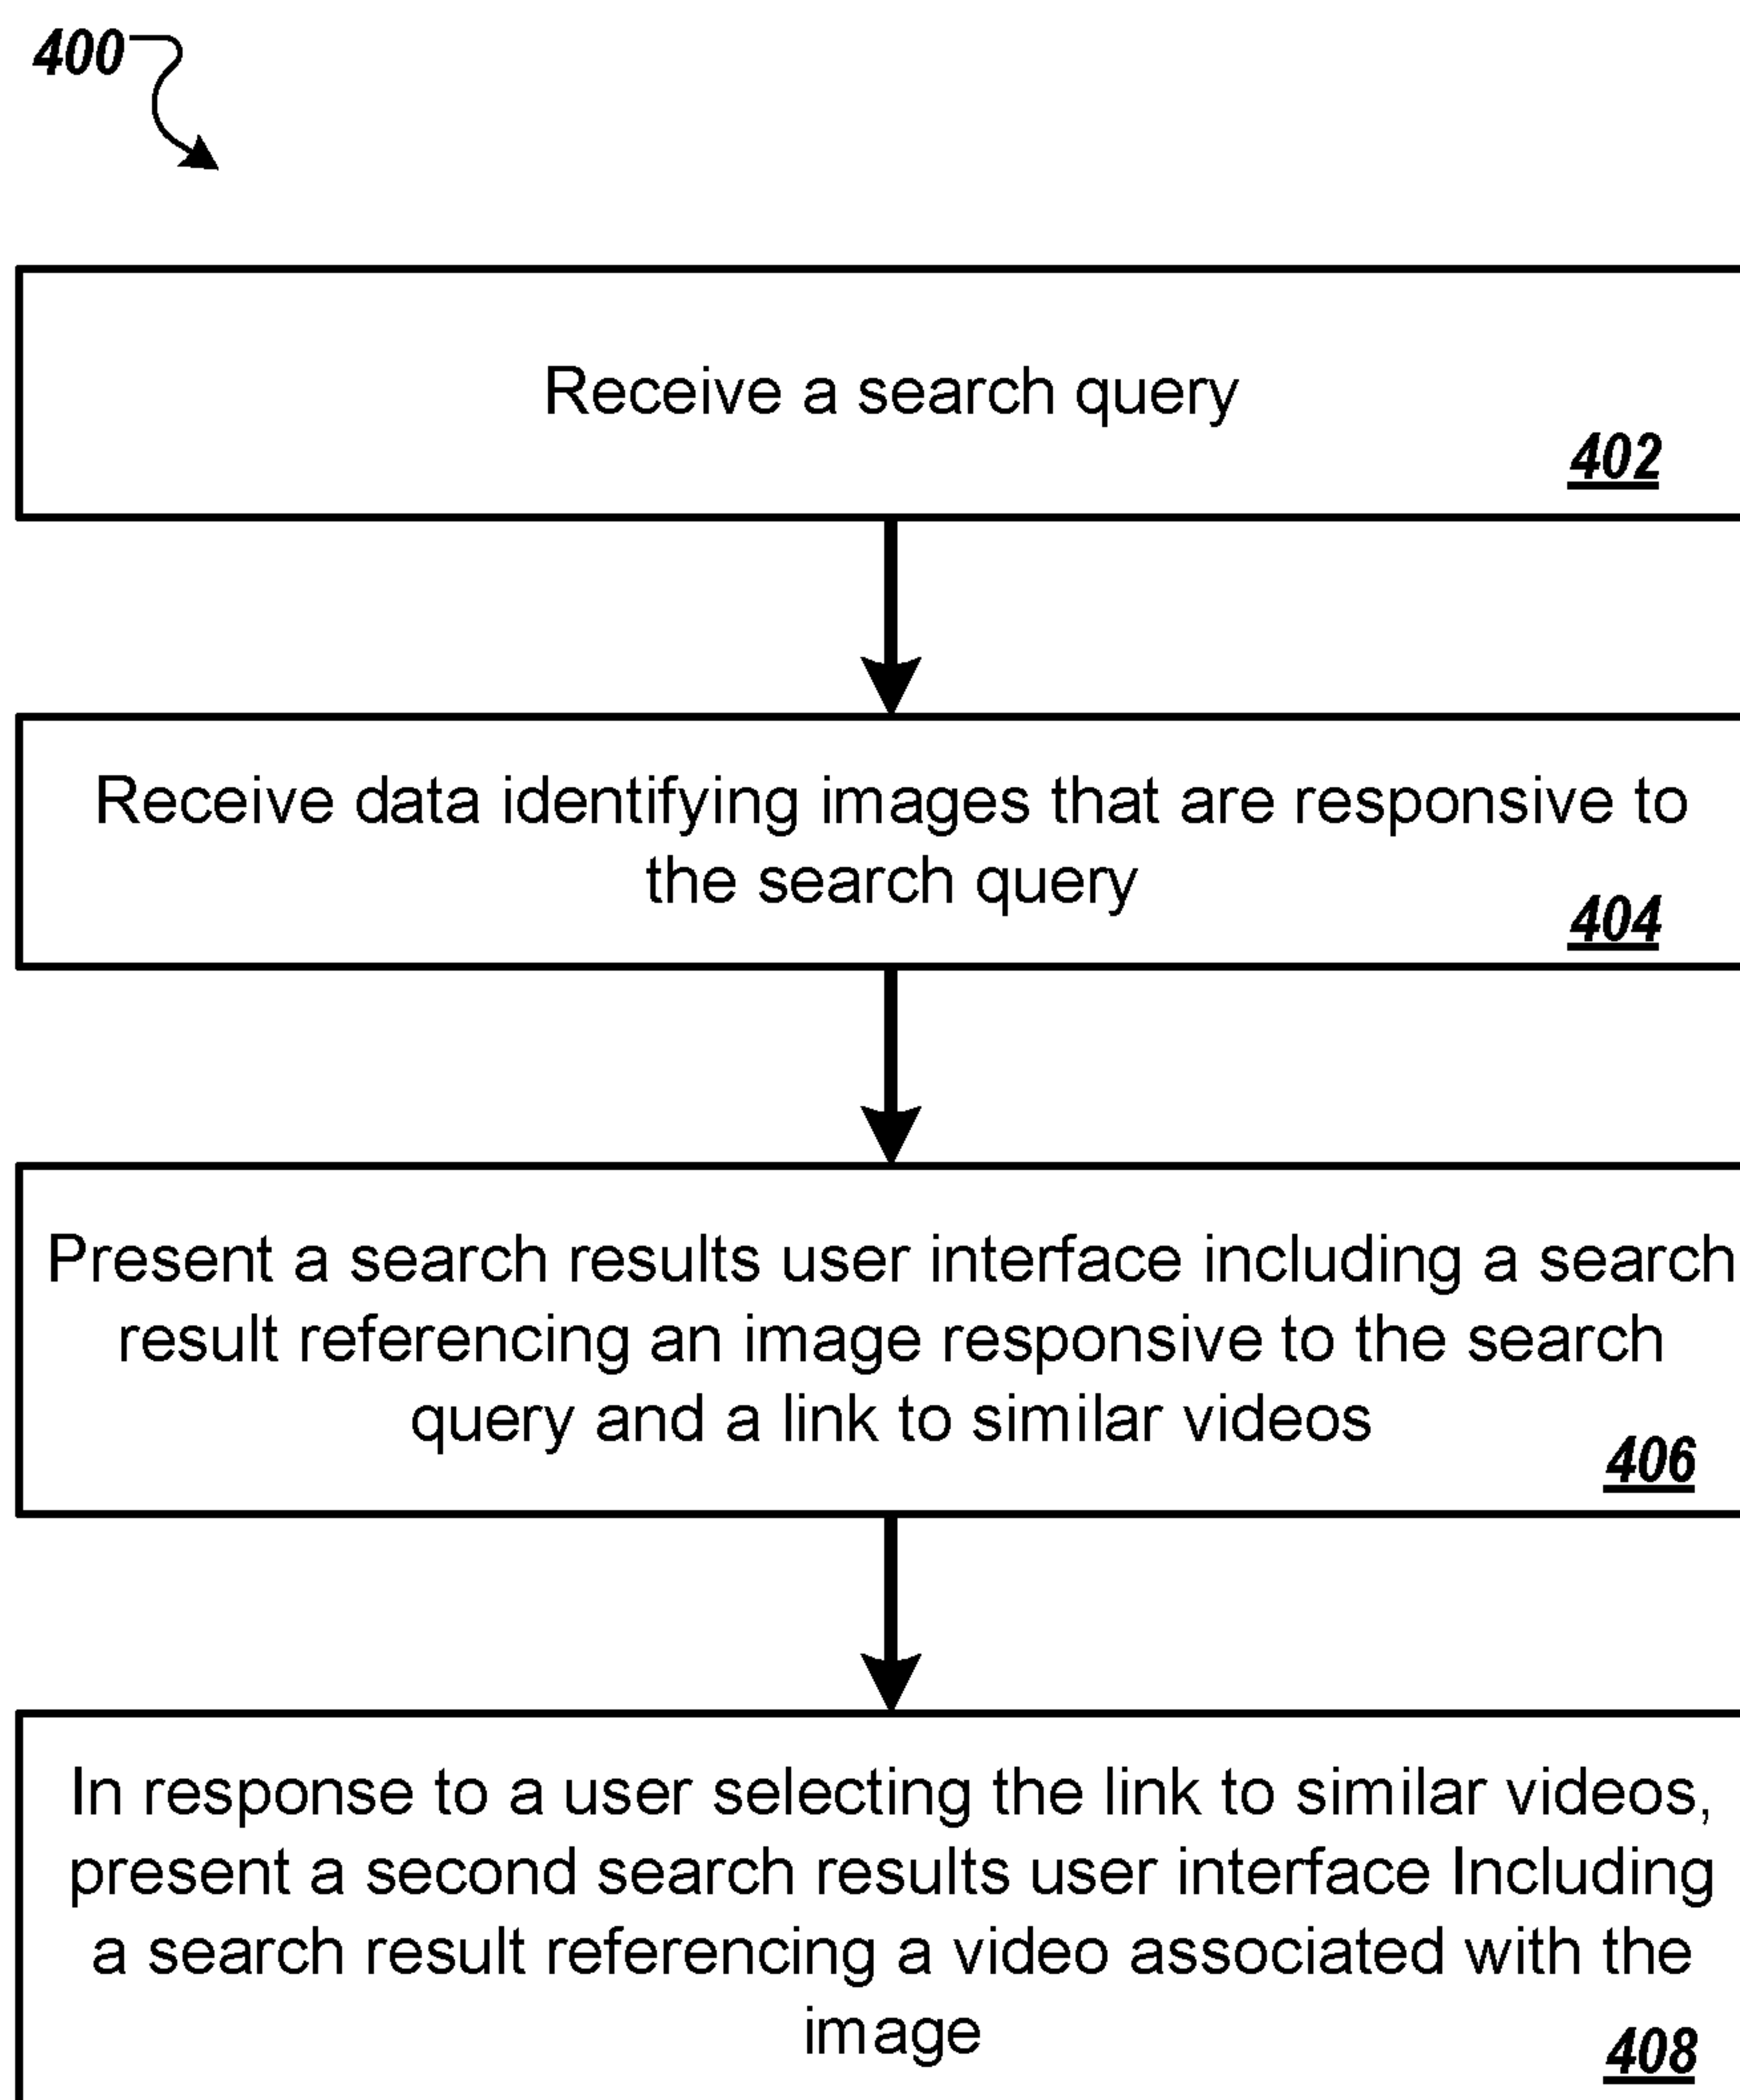 400
Receive a search query
402
Receive data identifying images that are responsive to
the search query
404
Present a search results user interface including a search
result referencing an image responsive to the search
query and a link to similar videos
406
In response to a user selecting the link to similar videos,
present a second search results user interface Including
a search result referencing a video associated with the
image
408